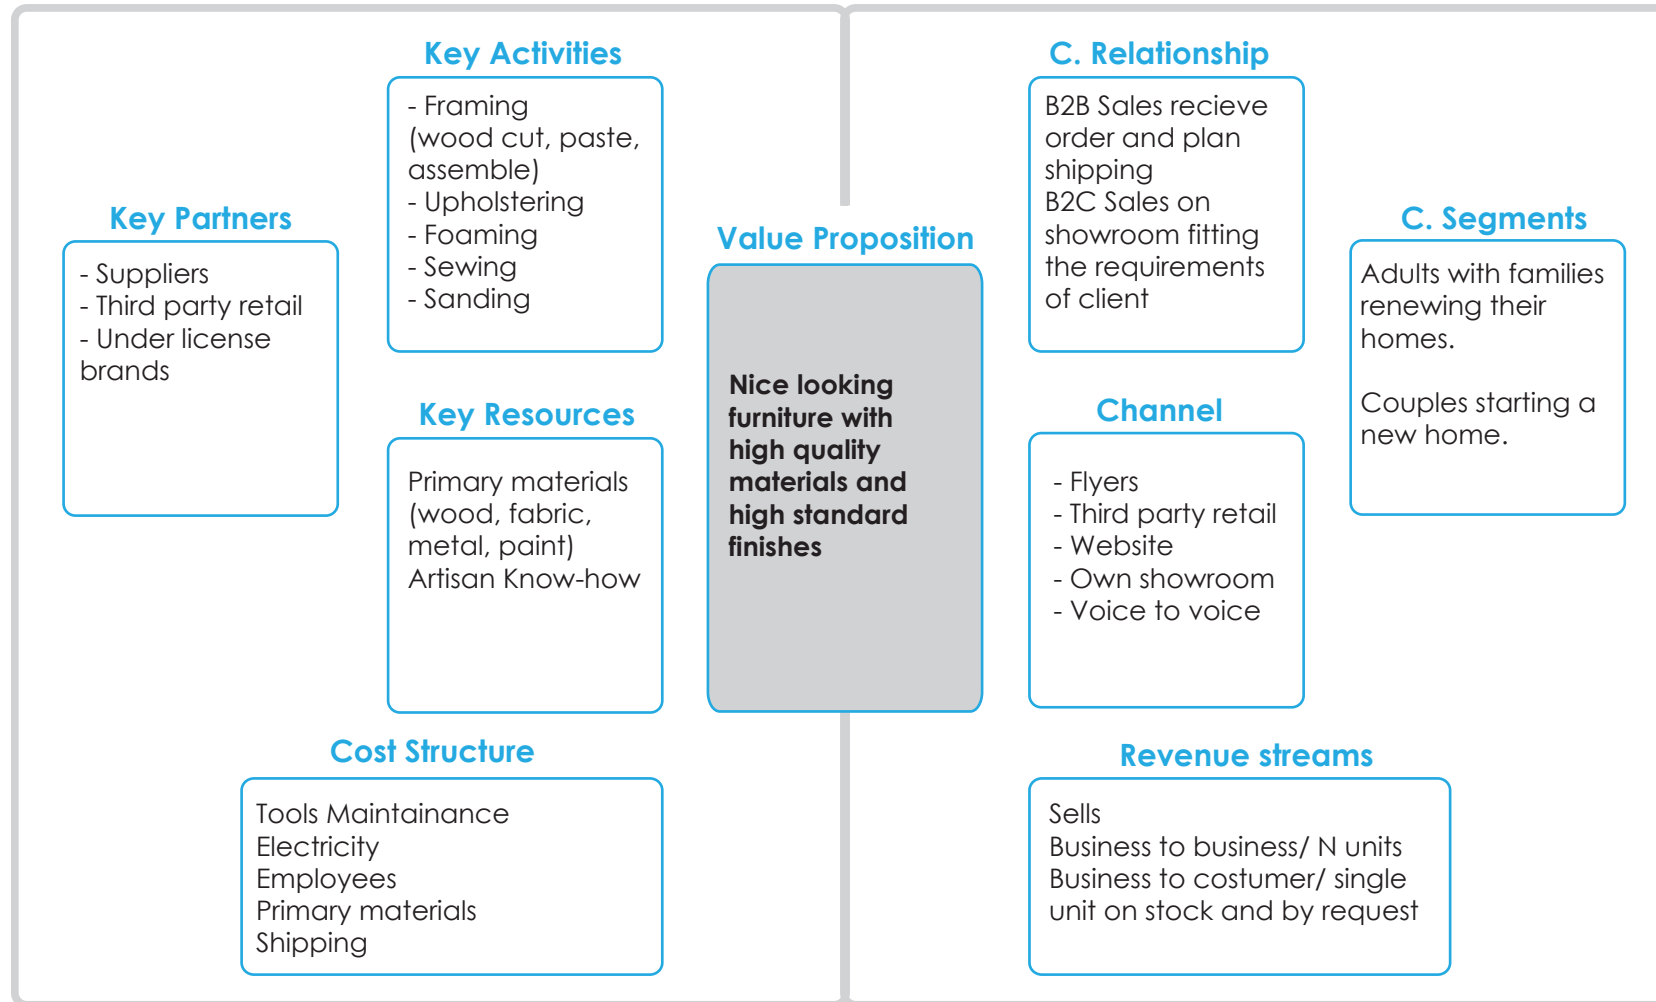 Key Partners
- Suppliers
- Third party retail
- Under license
brands
Key Activities
- Framing
(wood cut, paste,
assemble)
- Upholstering
- Foaming
- Sewing
- Sanding
Key Resources
Primary materials
(wood, fabric,
metal, paint)
Artisan Know-how
Value Proposition
Nice looking
furniture with
high quality
materials and
high standard
finishes
C. Relationship
B2B Sales recieve
order and plan
shipping
B2C Sales on
showroom fitting
the requirements
of client
Channel
- Flyers
- Third party retail
- Website
- Own showroom
- Voice to voice
C. Segments
Adults with families
renewing their
homes.
Couples starting a
new home.
Cost Structure
Tools Maintainance
Electricity
Employees
Primary materials
Shipping
Revenue streams
Sells
Business to business/ N units
Business to costumer/ single
unit on stock and by request